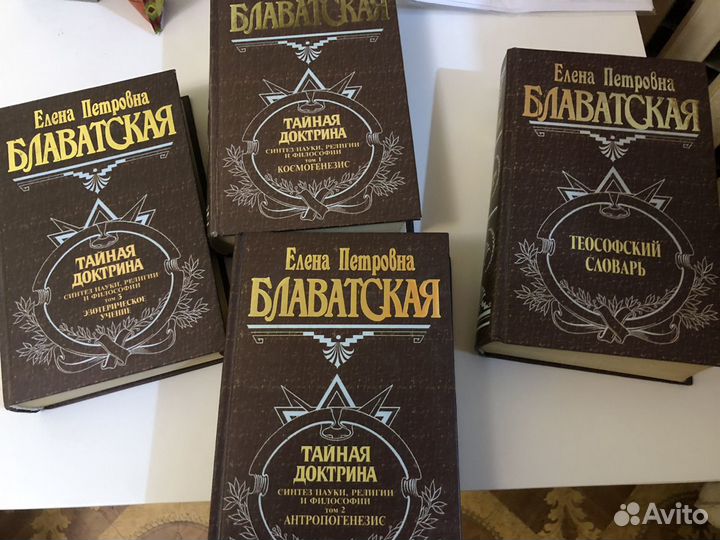 Елена Петровна
БЛАВАТСКАЯ
ТАЙНАЯ
ДОКТРИНА
СИНТЕЗ НАУКИ, РЕЛИГИИ
И ФИЛОСОФИИ
ТОМ 3
ЭЗОТЕРИЧЕСКОЕ
УЧЕНИЕ
БЛАВАТСКАЯ
ТАЙНАЯ
ДОКТРИНА
СИНТЕЗ НАУКИ, РЕЛИГИИ
И ФИЛОСОФИИ
ТОМ 1
КОСМОГЕНЕЗИС
Елена Петровна
БЛАВАТСКАЯ
ТАЙНАЯ
ДОКТРИНА
СИНТЕЗ НАУКИ, РЕЛИГИИ
И ФИЛОСОФИИ
ТОМ 2
АНТРОПОГЕНЕЗИС
Елена Петровна
БЛАВАТСКАЯ
ТЕОСОФСКИЙ
СЛОВАРЬ
Avito